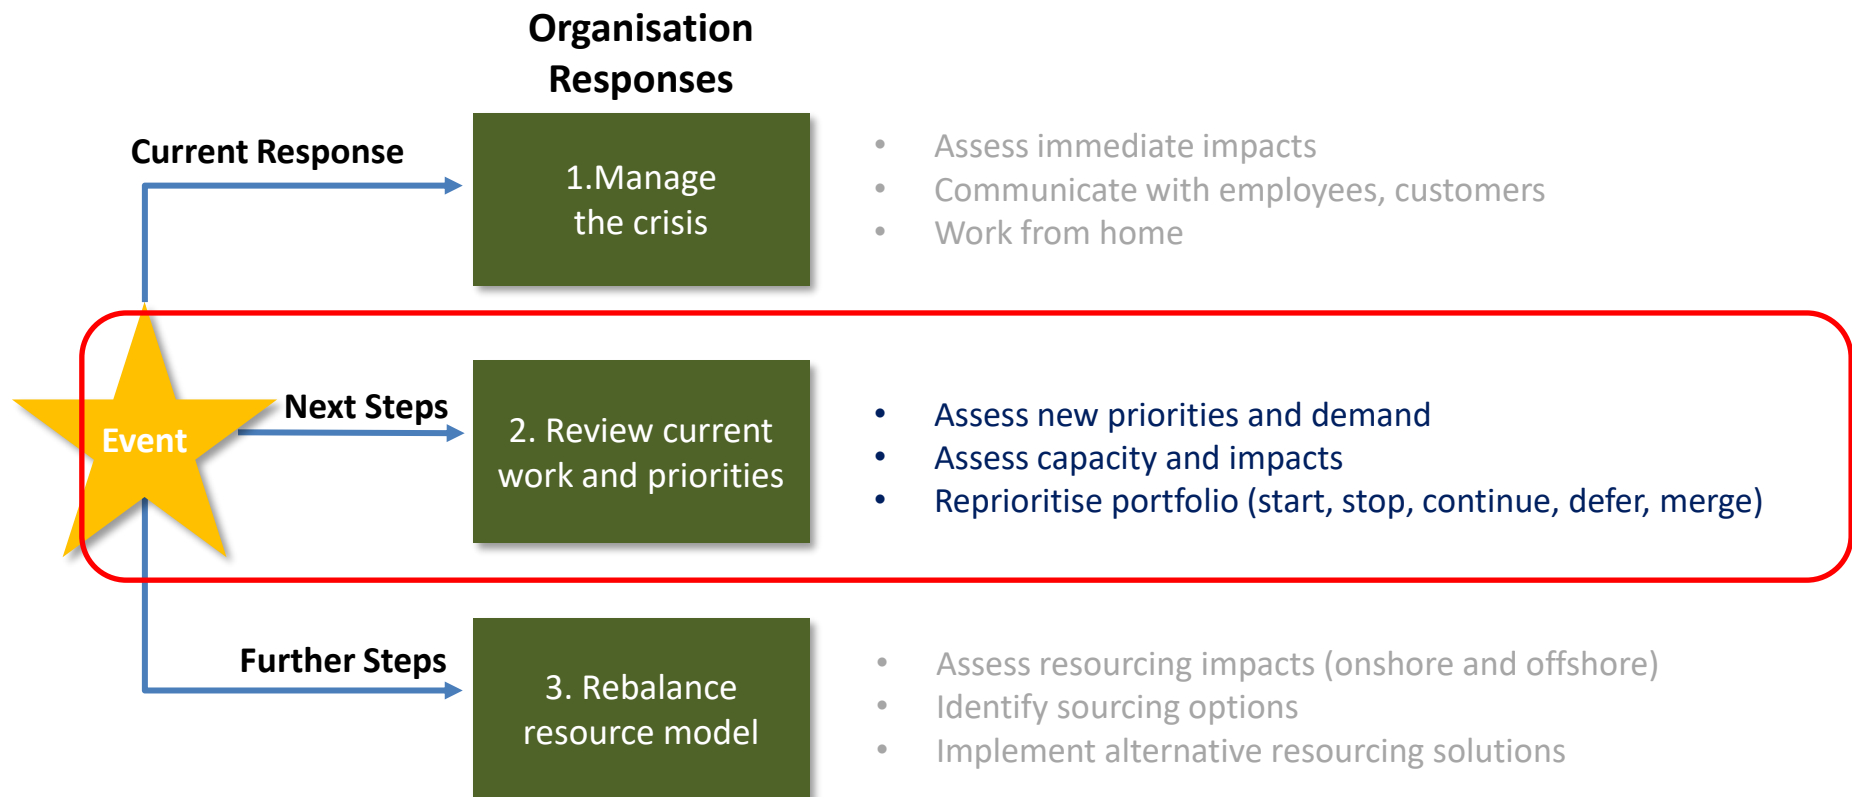 Organisation
Responses
Current Response
1.Manage
the crisis
• Assess immediate impacts
• Communicate with employees, customers
• Work from home
Event
Next Steps
2. Review current
work and priorities
• Assess new priorities and demand
• Assess capacity and impacts
• Reprioritise portfolio (start, stop, continue, defer, merge)
Further Steps
3. Rebalance
resource model
• Assess resourcing impacts (onshore and offshore)
• Identify sourcing options
• Implement alternative resourcing solutions